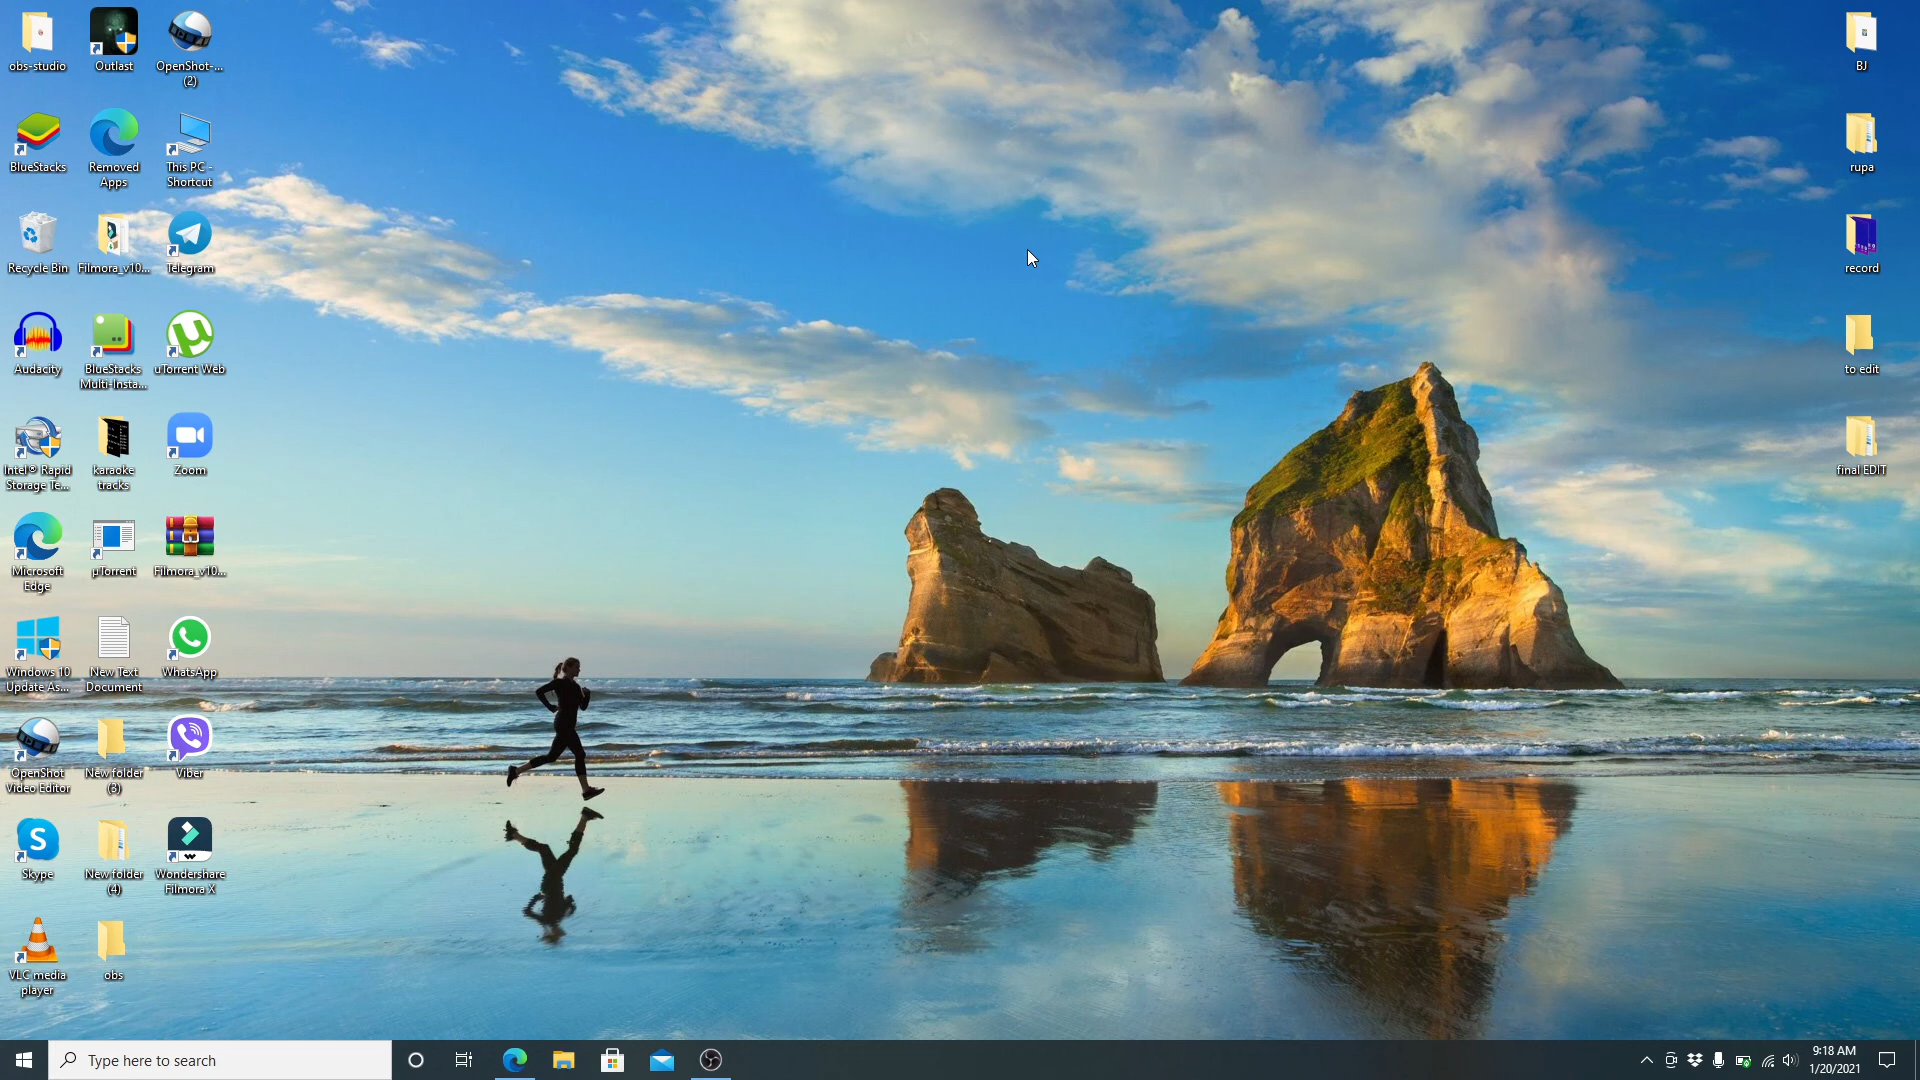 obs-studio
Outlast
OpenShot-...
(2)
BJ
BlueStacks
Removed
Apps
This PC -
Shortcut
rupa
Recycle Bin
Filmora_v10...
Telegram
record
Audacity
BlueStacks
Multi-Insta...
uTorrent Web
to edit
Intel® Rapid
Storage Te...
karaoke
tracks
Zoom
final EDIT
Microsoft
Edge
µTorrent
Filmora_v10...
Windows 10
Update As...
New Text
Document
WhatsApp
OpenShot
Video Editor
New folder
(3)
Viber
Skype
New folder
(4)
Wondershare
Filmora X
VLC media
player
obs
Type here to search
9:18 AM
1/20/2021